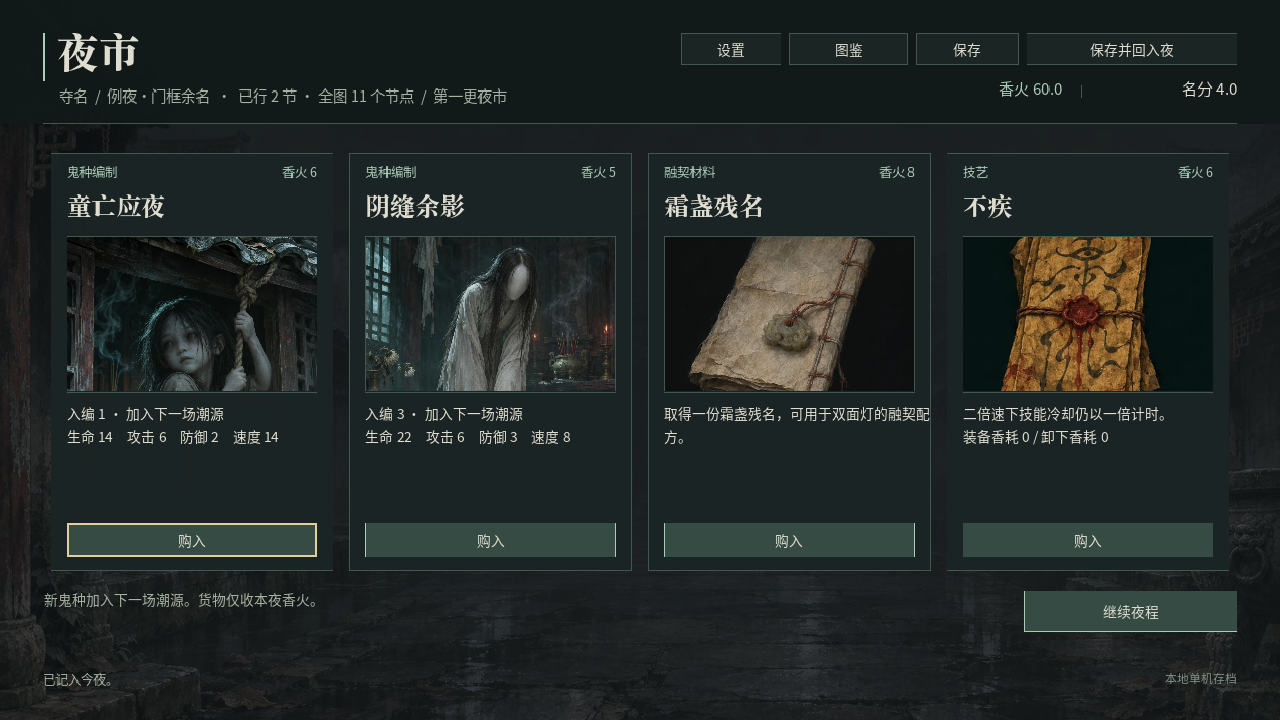 夜市
设置
图鉴
保存
保存并回入夜
夺名 / 例夜·门框余名 · 已行 2 节 · 全图 11 个节点 / 第一更夜市
香火 60.0
名分 4.0
鬼种编制
香火 6
童亡应夜
入编 1 · 加入下一场潮源
生命 14 攻击 6 防御 2 速度 14
购入
鬼种编制
香火 5
阴缝余影
入编 3 · 加入下一场潮源
生命 22 攻击 6 防御 3 速度 8
购入
融契材料
香火 8
霜盏残名
取得一份霜盏残名，可用于双面灯的融契配
方。
购入
技艺
香火 6
不疾
二倍速下技能冷却仍以一倍计时。
装备香耗 0 / 卸下香耗 0
购入
新鬼种加入下一场潮源。货物仅收本夜香火。
继续夜程
已记入今夜。
本地单机存档